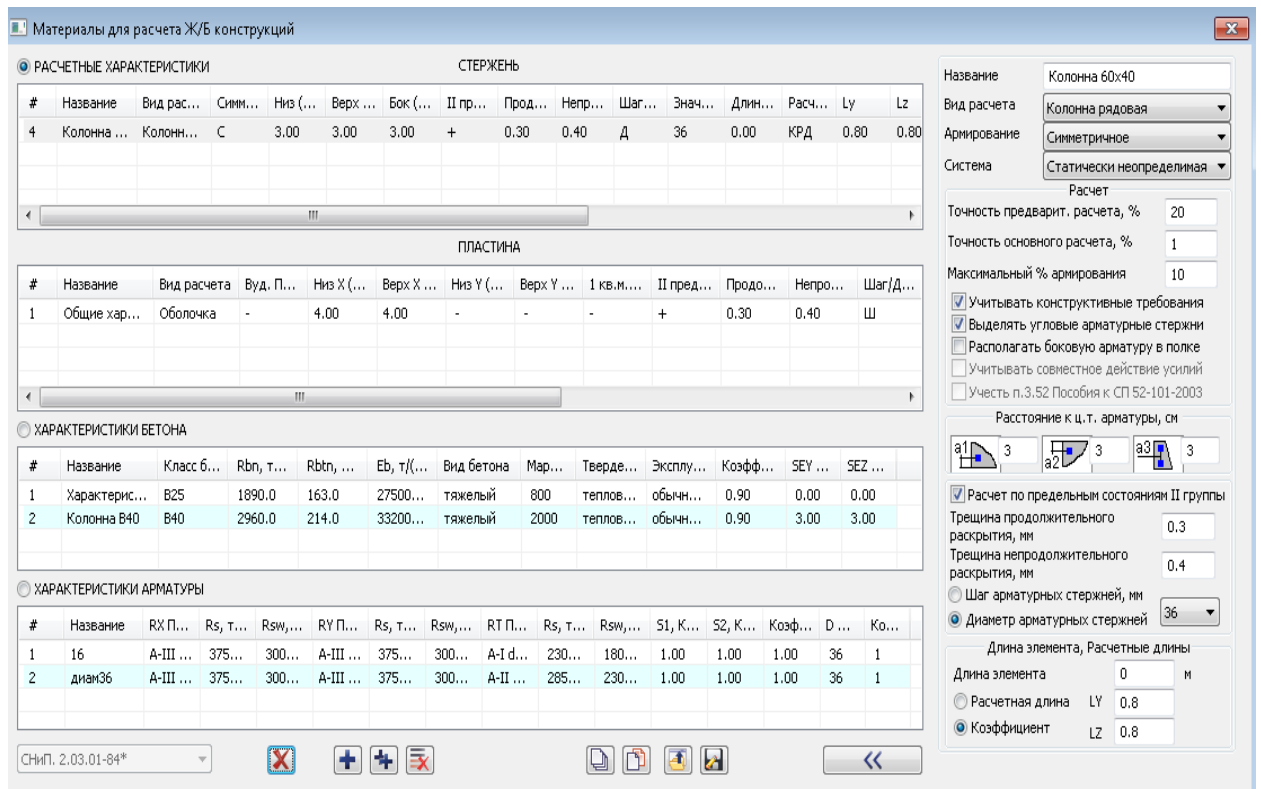 Материалы для расчета Ж/Б конструкций
РАСЧЕТНЫЕ ХАРАКТЕРИСТИКИ СТЕРЖЕНЬ
# Название Вид рас... Симм... Низ (... Верх ... Бок (... II пр... Прод... Непр... Шаг... Знач... Длин... Расч... Ly Lz
4 Колонна ... Колонн... С 3.00 3.00 3.00 + 0.30 0.40 Д 36 0.00 КРД 0.80 0.80
ПЛАСТИНА
# Название Вид расчета Вуд. П... Низ X (... Верх X ... Низ Y (... Верх Y ... 1 кв.м.... II пред... Продо... Непро... Шаг/Д...
1 Общие хар... Оболочка - 4.00 4.00 - - - + 0.30 0.40 Ш
ХАРАКТЕРИСТИКИ БЕТОНА
# Название Класс б... Rbn, т... Rbtn, ... Eb, т/(... Вид бетона Мар... Тверде... Эксплу... Коэфф... SEY ... SEZ ...
1 Характерис... B25 1890.0 163.0 27500... тяжелый 800 теплов... обычн... 0.90 0.00 0.00
2 Колонна B40 B40 2960.0 214.0 33200... тяжелый 2000 теплов... обычн... 0.90 3.00 3.00
ХАРАКТЕРИСТИКИ АРМАТУРЫ
# Название RX П... Rs, т... Rsw,... RY П... Rs, т... Rsw,... RT П... Rs, т... Rsw,... S1, К... S2, К... Коэф... D ... Ко...
1 16 A-III ... 375... 300... A-III ... 375... 300... A-I d... 230... 180... 1.00 1.00 1.00 36 1
2 диам36 A-III ... 375... 300... A-III ... 375... 300... A-II ... 285... 230... 1.00 1.00 1.00 36 1
СНиП. 2.03.01-84*
Название Колонна 60x40
Вид расчета Колонна рядовая
Армирование Симметричное
Система Статически неопределимая
Расчет
Точность предварит. расчета, % 20
Точность основного расчета, % 1
Максимальный % армирования 10
Учитывать конструктивные требования
Выделять угловые арматурные стержни
Располагать боковую арматуру в полке
Учитывать совместное действие усилий
Учесть п.3.52 Пособия к СП 52-101-2003
Расстояние к ц.т. арматуры, см
a1 3 a2 3 a3 3
Расчет по предельным состояниям II группы
Трещина продолжительного
раскрытия, мм 0.3
Трещина непродолжительного
раскрытия, мм 0.4
Шаг арматурных стержней, мм
Диаметр арматурных стержней 36
Длина элемента, Расчетные длины
Длина элемента 0 м
Расчетная длина LY 0.8
Коэффициент LZ 0.8